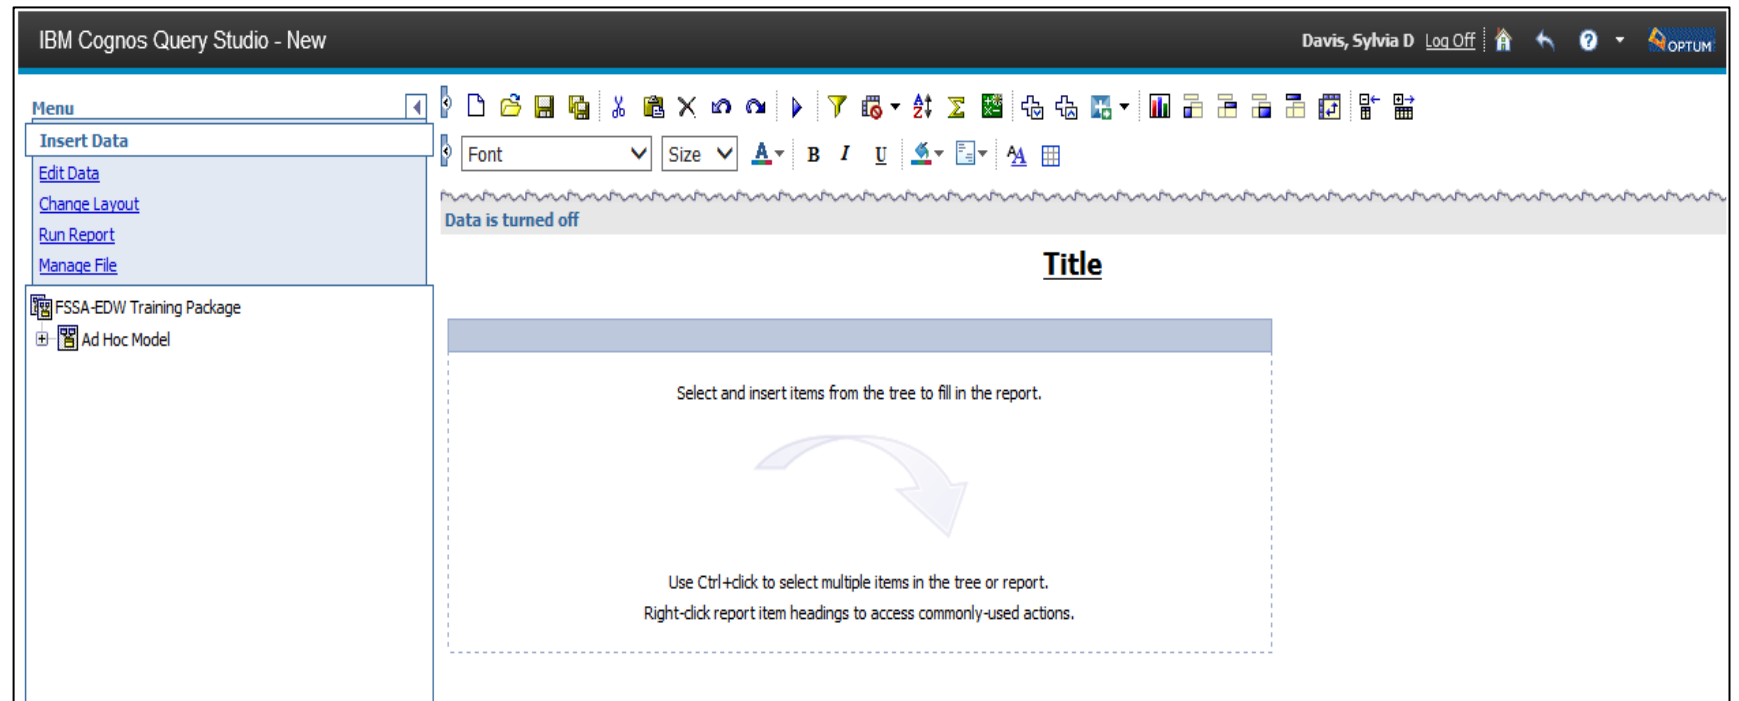 IBM Cognos Query Studio - New
Davis, Sylvia D Log Off
OPTUM
Menu
Insert Data
Edit Data
Change Layout
Run Report
Manage File
FSSA-EDW Training Package
Ad Hoc Model
Font
Size
A
B I U
AA
Data is turned off
Title
Select and insert items from the tree to fill in the report.
Use Ctrl+click to select multiple items in the tree or report.
Right-click report item headings to access commonly-used actions.